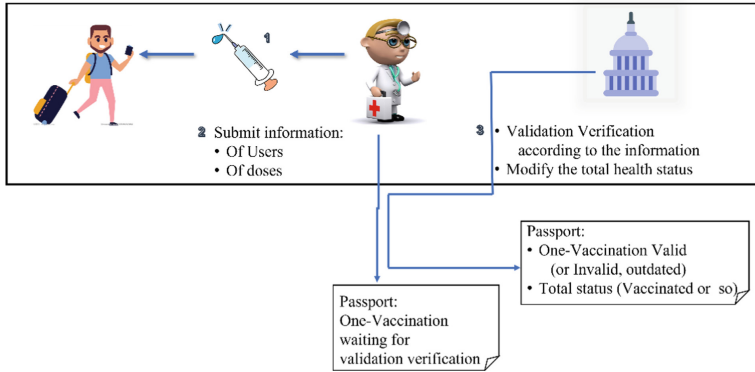 1
2 Submit information:
• Of Users
• Of doses
3 • Validation Verification
according to the information
• Modify the total health status
Passport:
• One-Vaccination Valid
(or Invalid, outdated)
• Total status (Vaccinated or so)
Passport:
One-Vaccination
waiting for
validation verification